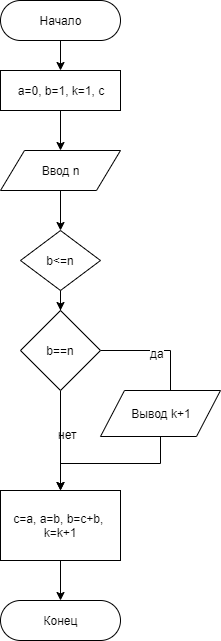 Начало
a=0, b=1, k=1, c
Ввод n
b<=n
b==n
да
Вывод k+1
нет
c=a, a=b, b=c+b,
k=k+1
Конец